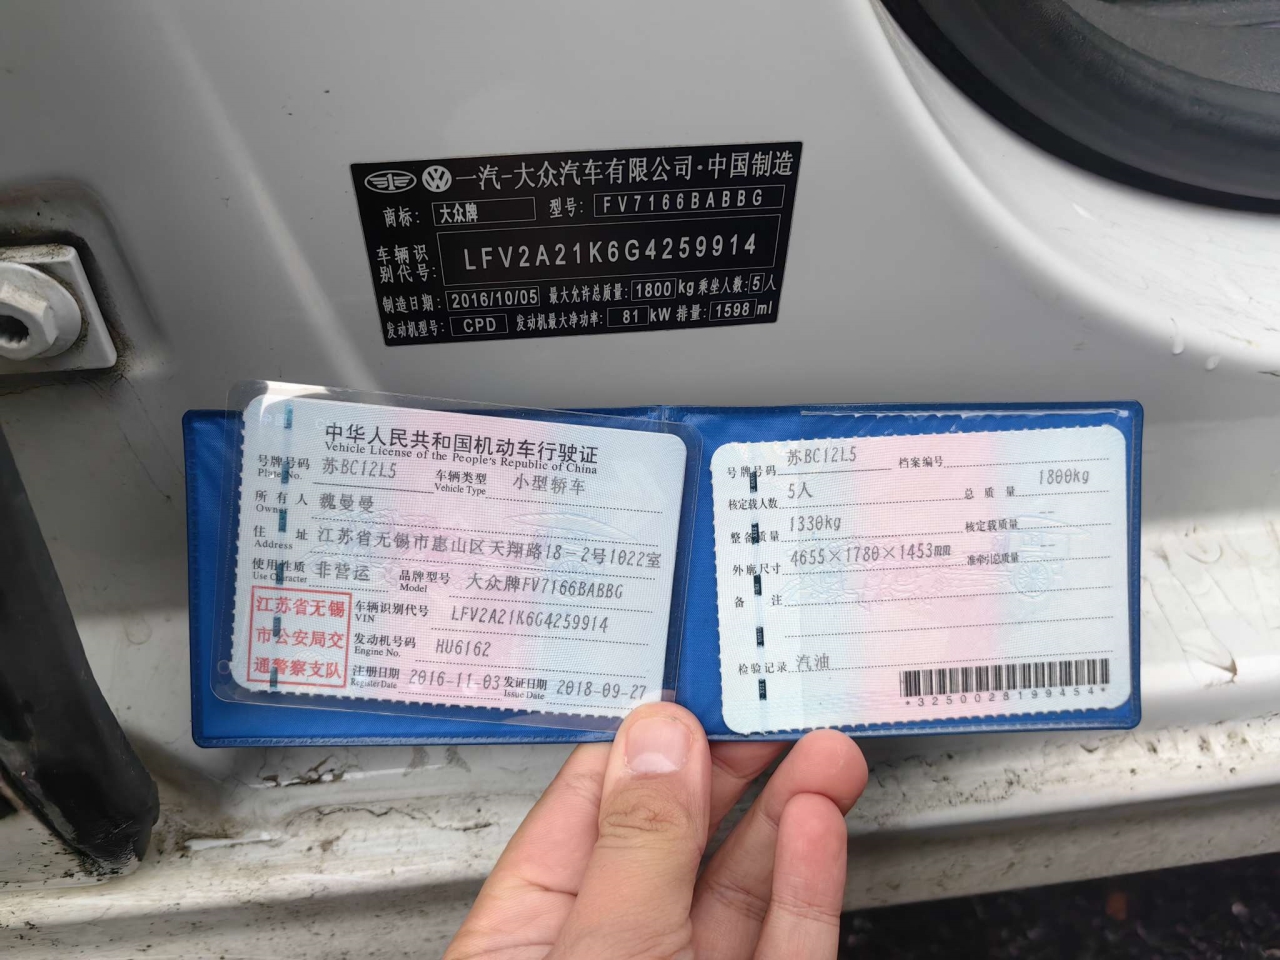 一汽-大众汽车有限公司·中国制造
商标: 大众牌 型号: FV7166BABBG
车辆识别代号: LFV2A21K6G4259914
制造日期: 2016/10/05 最大允许总质量: 1800 kg 乘坐人数: 5 人
发动机型号: CPD 发动机最大净功率: 81 kW 排量: 1598 ml
中华人民共和国机动车行驶证
Vehicle License of the People's Republic of China
号牌号码 苏BC12L5 车辆类型 小型轿车
Plate No. Vehicle Type
所有人 魏曼曼
Owner
住址 江苏省无锡市惠山区天翔路18-2号1022室
Address
使用性质 非营运 品牌型号 大众牌FV7166BABBG
Use Character Model
江苏省无锡
市公安局交
通警察支队
车辆识别代号 LFV2A21K6G4259914
VIN
发动机号码 HU6162
Engine No.
注册日期 2016-11-03 发证日期 2018-09-27
Register Date Issue Date
号牌号码 苏BC12L5 档案编号
核定载人数 5人 总质量 1800kg
整备质量 1330kg 核定载质量 --
外廓尺寸 4655×1780×1453mm 准牵引总质量 --
备注
检验记录 汽油
*3250028199454*